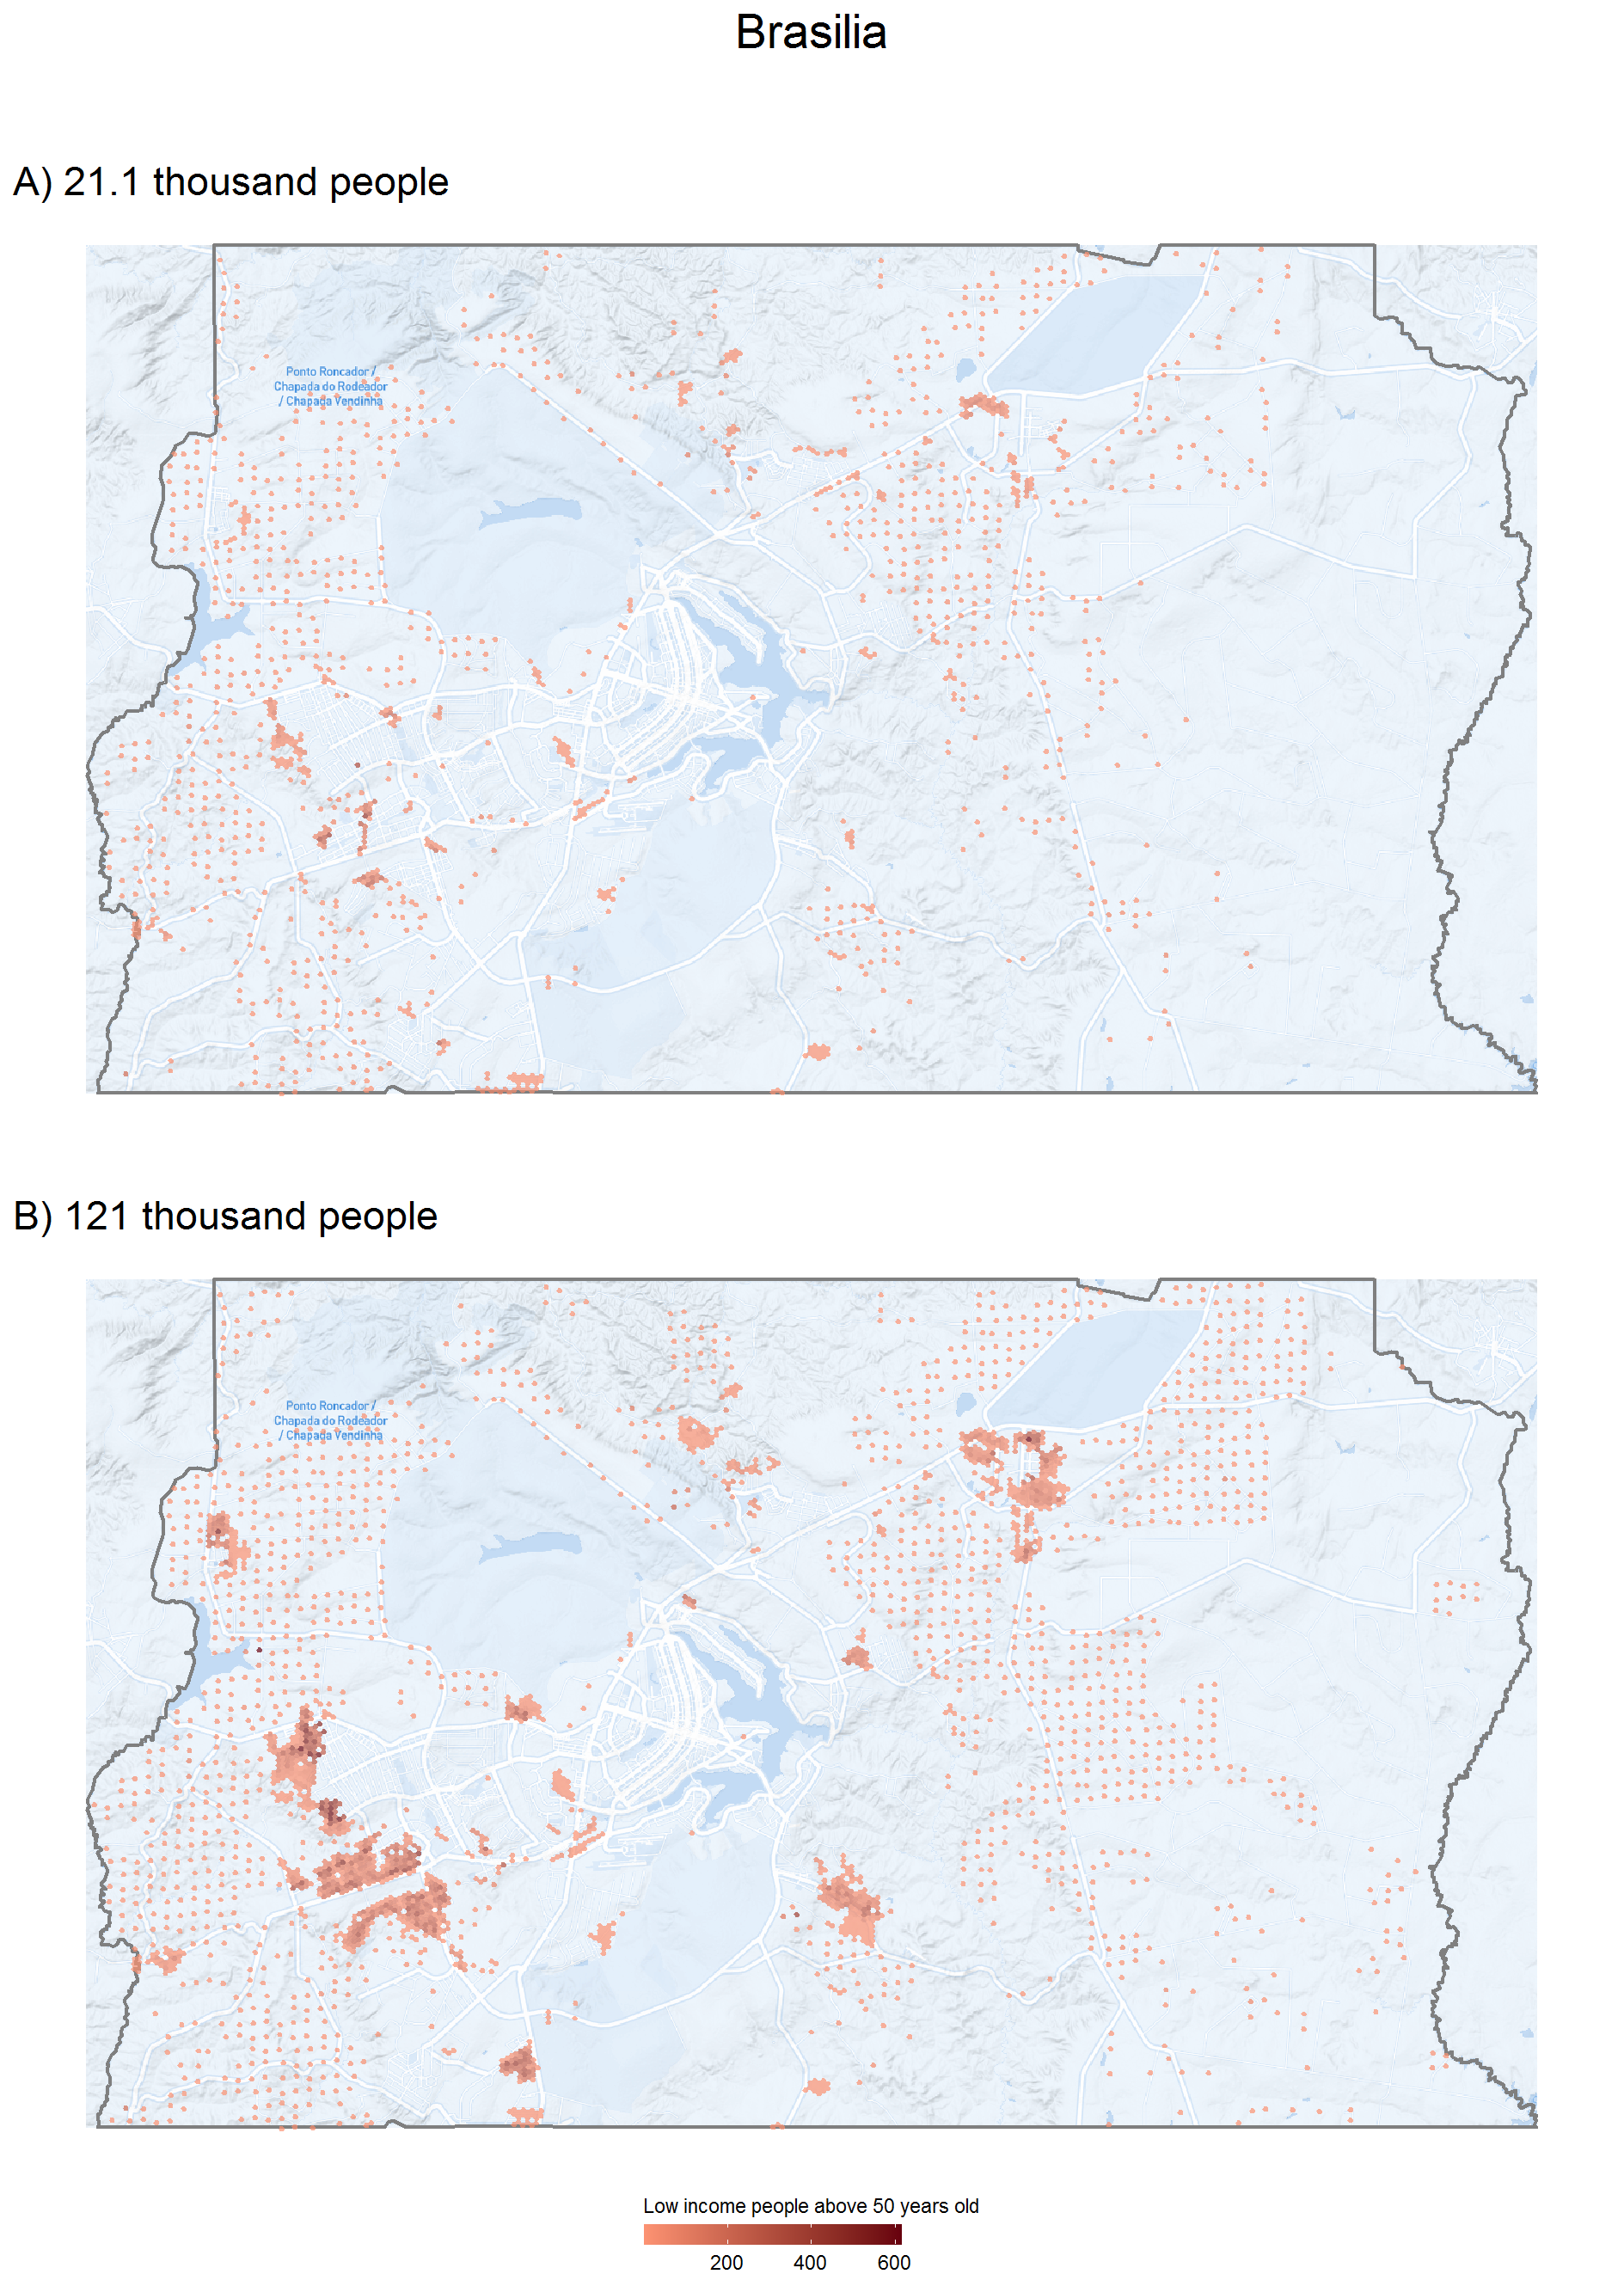 Brasilia
A) 21.1 thousand people
Ponto Roncador /
Chapada do Rodeador
/ Chapada Vendinha
B) 121 thousand people
Ponto Roncador /
Chapada do Rodeador
/ Chapada Vendinha
Low income people above 50 years old
200 400 600